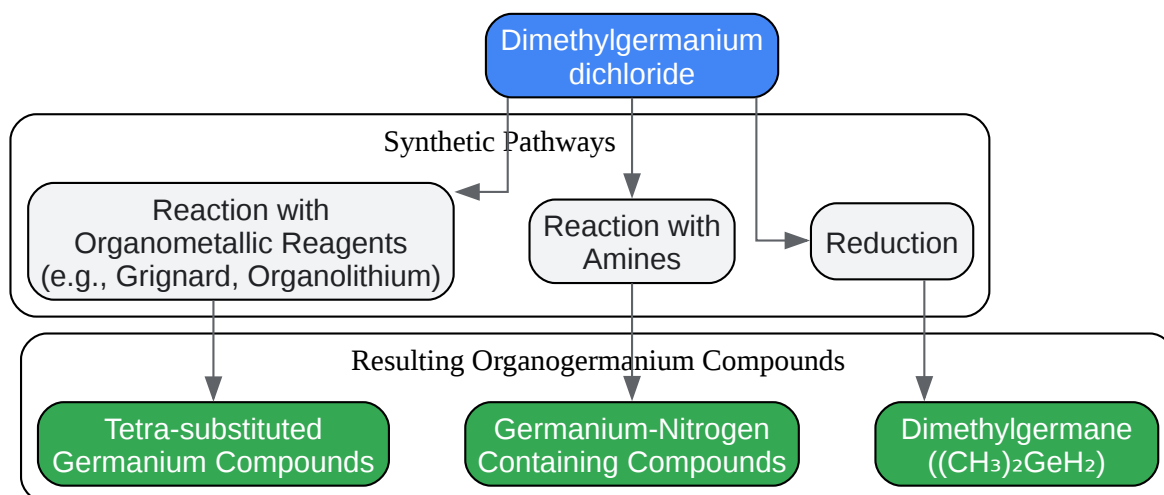 Dimethylgermanium
dichloride
Synthetic Pathways
Reaction with
Organometallic Reagents
(e.g., Grignard, Organolithium)
Reaction with
Amines
Reduction
Resulting Organogermanium Compounds
Tetra-substituted
Germanium Compounds
Germanium-Nitrogen
Containing Compounds
Dimethylgermane
((CH₃)₂GeH₂)